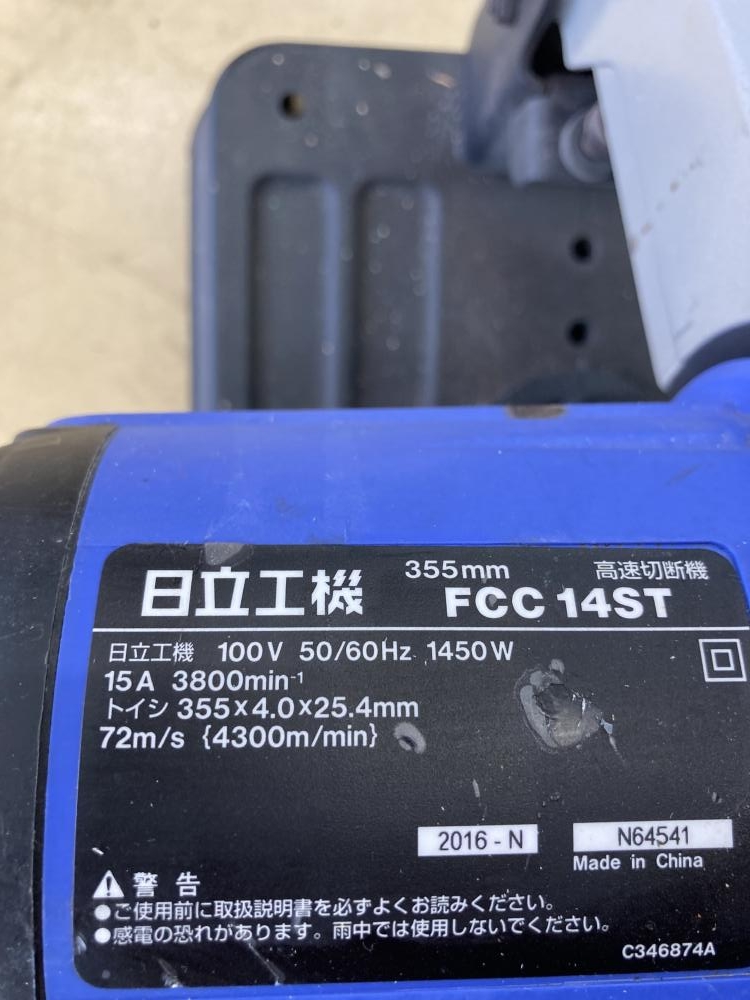 日立工機 355mm 高速切断機
FCC 14ST
日立工機 100V 50/60Hz 1450W
15A 3800min⁻¹
トイシ 355×4.0×25.4mm
72m/s {4300m/min}
2016 - N N64541
Made in China
警告
●ご使用前に取扱説明書を必ずよくお読みください。
●感電の恐れがあります。雨中では使用しないでください。
C346874A